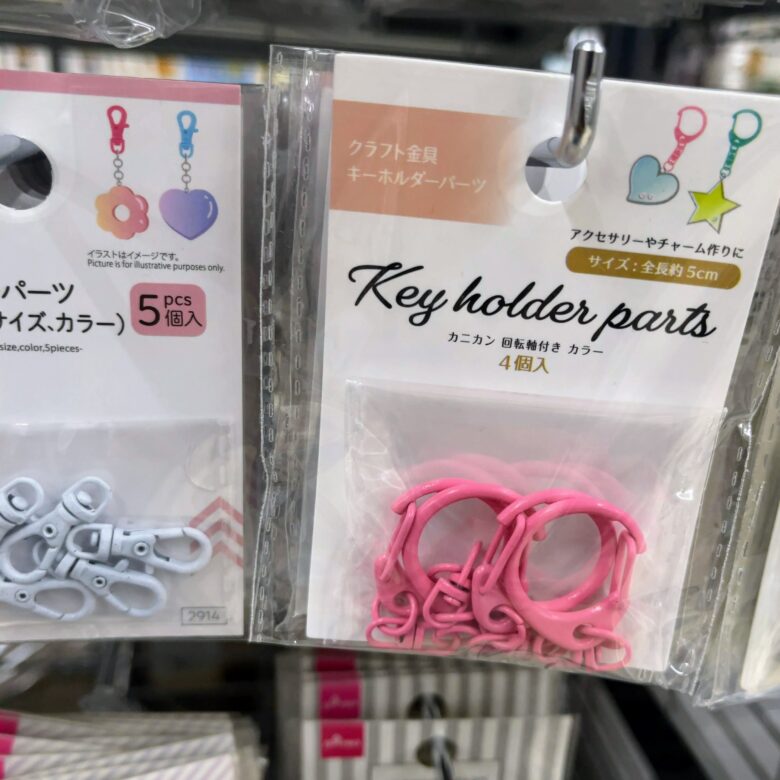 イラストはイメージです。
Picture is for illustrative purposes only.
パーツ
サイズ、カラー)
5 pcs
個入
size,color,5pieces-
2914
クラフト金具
キーホルダーパーツ
アクセサリーやチャーム作りに
サイズ:全長約5cm
Key holder parts
カニカン 回転軸付き カラー
4個入